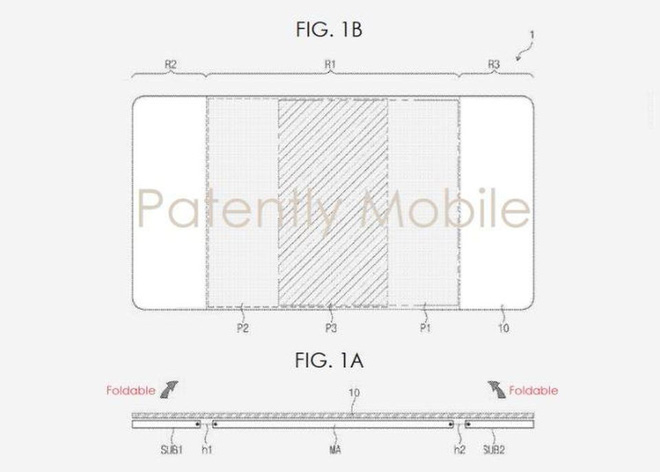 FIG. 1B
1
R2 R1 R3
Patently Mobile
P2 P3 P1 10
FIG. 1A
Foldable Foldable
10
SUB1 h1 MA h2 SUB2